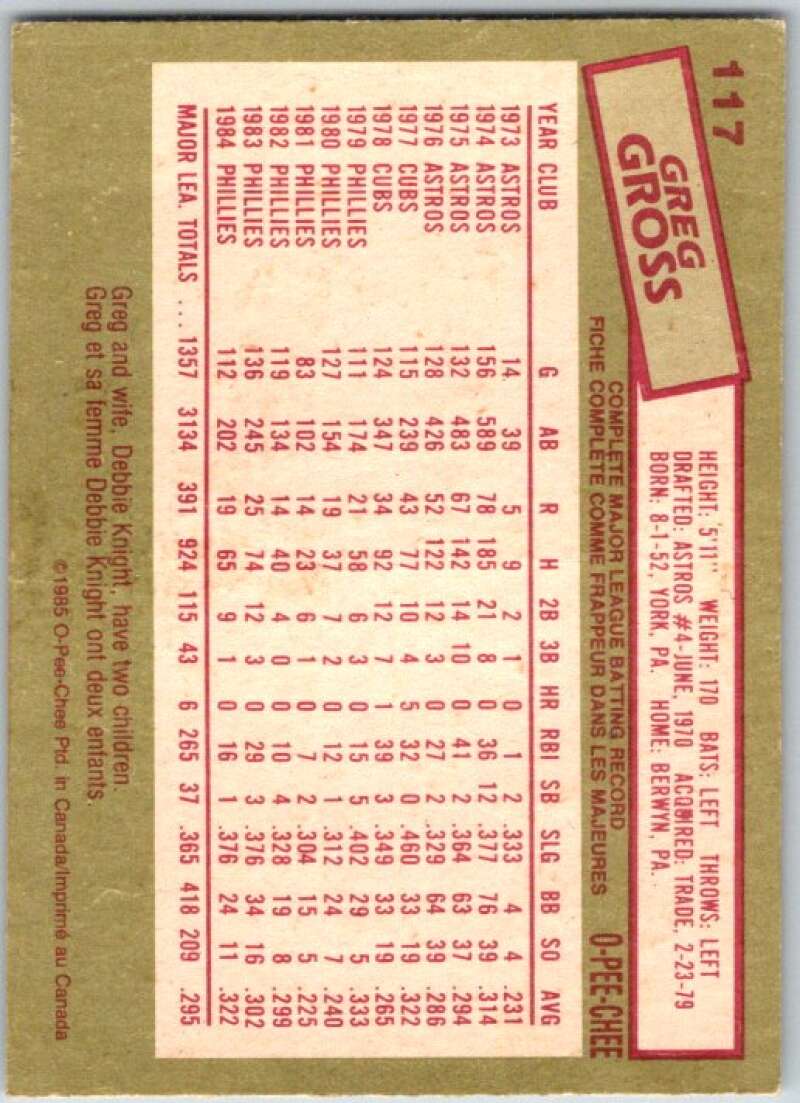 117
GREG
GROSS
HEIGHT: 5'11" WEIGHT: 170 BATS: LEFT THROWS: LEFT
DRAFTED: ASTROS #4-JUNE, 1970 ACQUIRED: TRADE, 2-23-79
BORN: 8-1-52, YORK, PA. HOME: BERWYN, PA.
COMPLETE MAJOR LEAGUE BATTING RECORD
FICHE COMPLETE COMME FRAPPEUR DANS LES MAJEURES
O-PEE-CHEE
YEAR CLUB G AB R H 2B 3B HR RBI SB SLG BB SO AVG
1973 ASTROS 14 39 5 9 2 1 0 1 2 .333 4 4 .231
1974 ASTROS 156 589 78 185 21 8 0 36 12 .377 76 39 .314
1975 ASTROS 132 483 67 142 14 10 0 41 2 .364 63 37 .294
1976 ASTROS 128 426 52 122 12 3 0 27 2 .329 64 39 .286
1977 CUBS 115 239 43 77 10 4 5 32 0 .460 33 19 .322
1978 CUBS 124 347 34 92 12 7 1 39 3 .349 33 19 .265
1979 PHILLIES 111 174 21 58 6 3 0 15 5 .402 29 5 .333
1980 PHILLIES 127 154 19 37 7 2 0 12 1 .312 24 7 .240
1981 PHILLIES 83 102 14 23 6 1 0 7 2 .304 15 5 .225
1982 PHILLIES 119 134 14 40 4 0 0 10 4 .328 19 8 .299
1983 PHILLIES 136 245 25 74 12 3 0 29 3 .376 34 16 .302
1984 PHILLIES 112 202 19 65 9 1 0 16 1 .376 24 11 .322
MAJOR LEA. TOTALS ... 1357 3134 391 924 115 43 6 265 37 .365 418 209 .295
Greg and wife, Debbie Knight, have two children.
Greg et sa femme Debbie Knight ont deux enfants.
©1985 O-Pee-Chee Ptd. in Canada/Imprimé au Canada